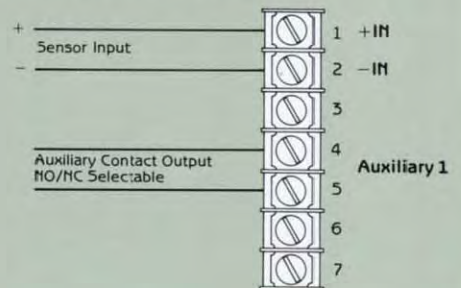 +
Sensor Input
-
1 +IN
2 -IN
3
Auxiliary Contact Output
NO/NC Selectable
4
Auxiliary 1
5
6
7